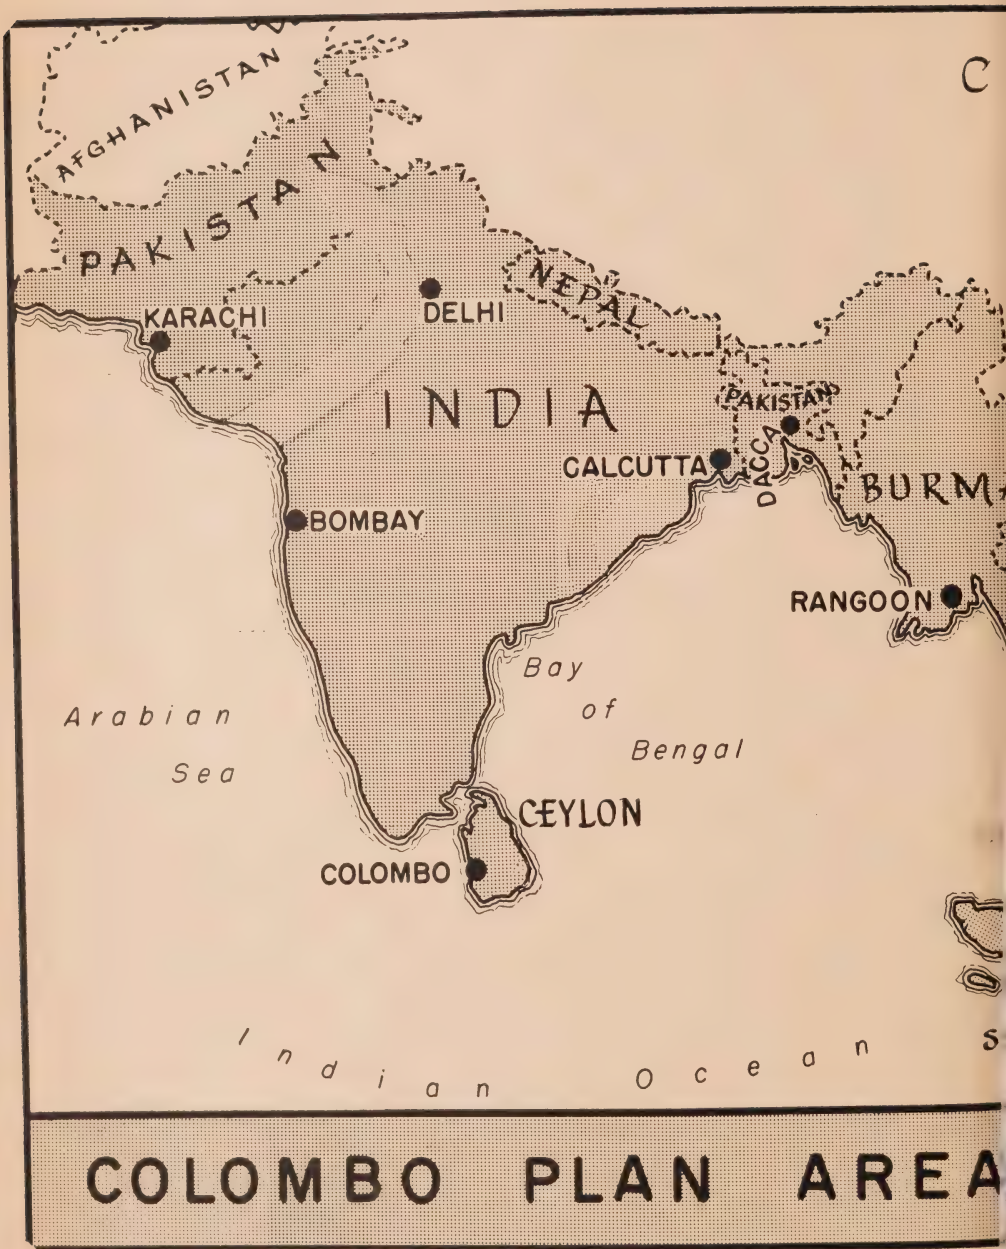 C
AFGHANISTAN
PAKISTAN
NEPAL
KARACHI
DELHI
INDIA
PAKISTAN
CALCUTTA
DACCA
BURMA
BOMBAY
RANGOON
Bay
of
Bengal
Arabian
Sea
CEYLON
COLOMBO
S
Indian Ocean
COLOMBO PLAN AREA